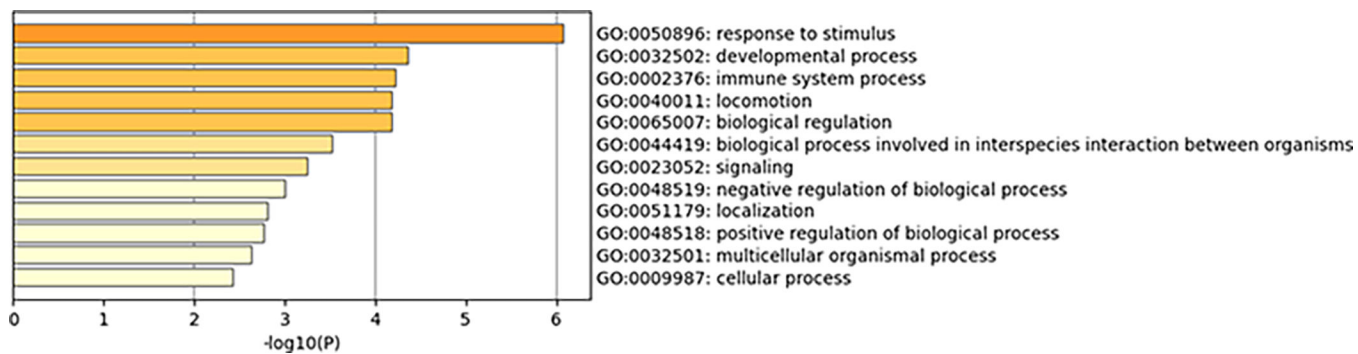 GO:0050896: response to stimulus
GO:0032502: developmental process
GO:0002376: immune system process
GO:0040011: locomotion
GO:0065007: biological regulation
GO:0044419: biological process involved in interspecies interaction between organisms
GO:0023052: signaling
GO:0048519: negative regulation of biological process
GO:0051179: localization
GO:0048518: positive regulation of biological process
GO:0032501: multicellular organismal process
GO:0009987: cellular process
0 1 2 3 4 5 6
-log10(P)